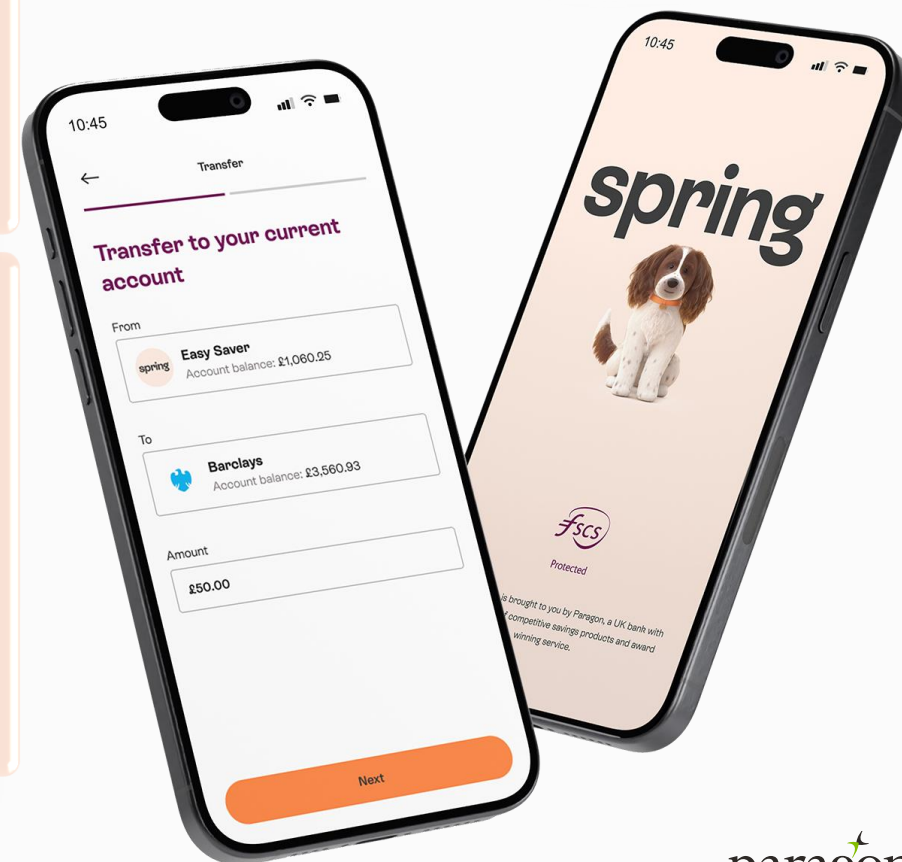 10:45
Transfer
Transfer to your current
account
From
spring
Easy Saver
Account balance: £1,060.25
To
Barclays
Account balance: £3,560.93
Amount
£50.00
Next
10:45
spring
fscs
Protected
is brought to you by Paragon, a UK bank with
of competitive savings products and award
winning service.
paragon